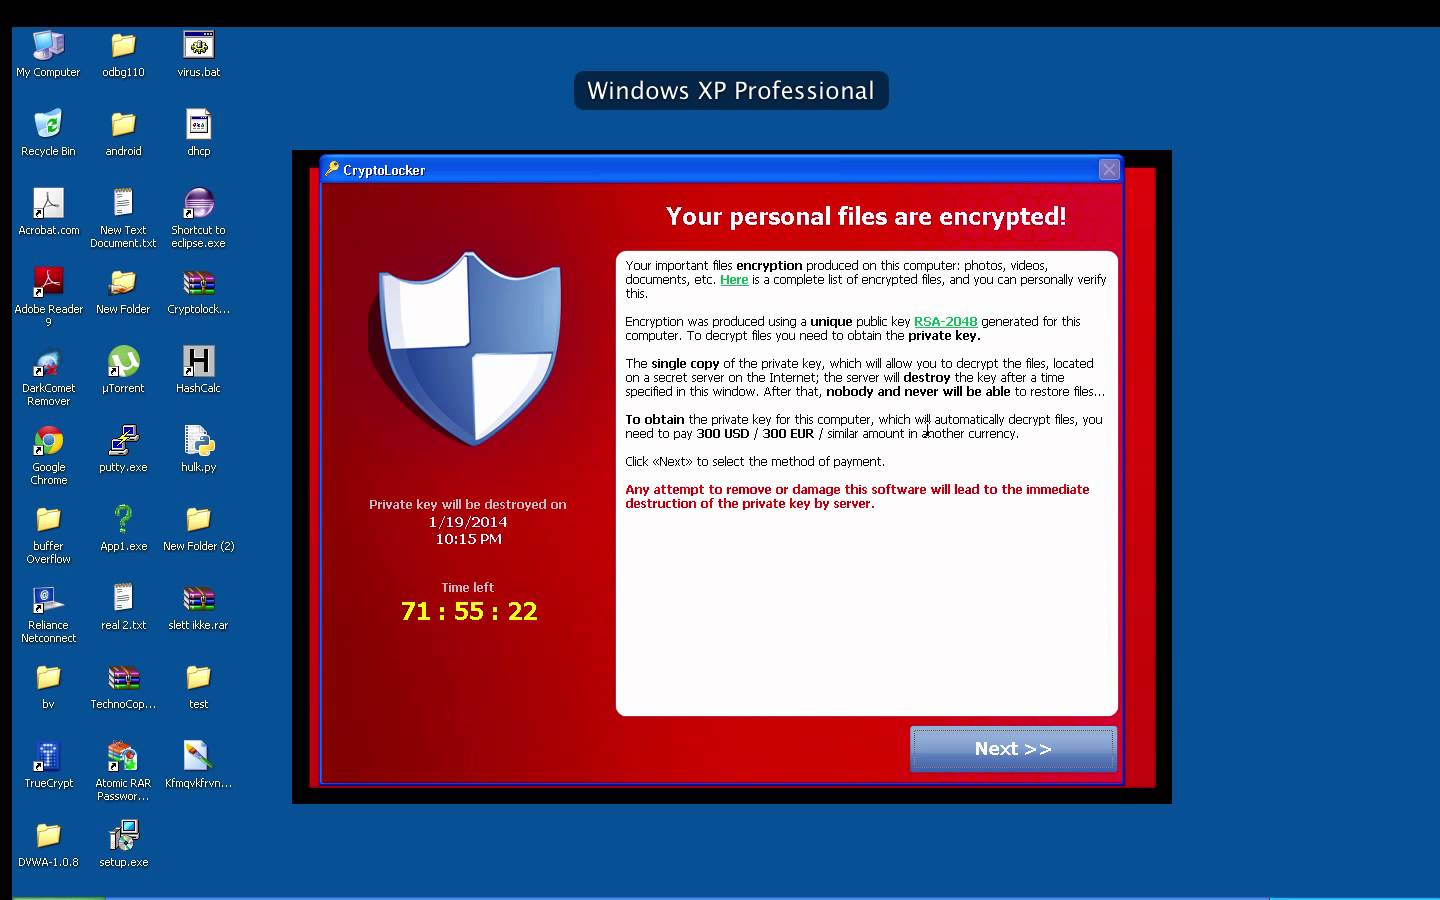 Windows XP Professional
My Computer
odbg110
virus.bat
Recycle Bin
android
dhcp
Acrobat.com
New Text
Document.txt
Shortcut to
eclipse.exe
Adobe Reader
9
New Folder
Cryptolock...
DarkComet
Remover
µTorrent
HashCalc
Google
Chrome
putty.exe
hulk.py
buffer
Overflow
App1.exe
New Folder (2)
Reliance
Netconnect
real 2.txt
slett ikke.rar
bv
TechnoCop...
test
TrueCrypt
Atomic RAR
Passwor...
Kfmqvkfrvn...
DVWA-1.0.8
setup.exe
CryptoLocker
Your personal files are encrypted!
Your important files encryption produced on this computer: photos, videos,
documents, etc. Here is a complete list of encrypted files, and you can personally verify
this.
Encryption was produced using a unique public key RSA-2048 generated for this
computer. To decrypt files you need to obtain the private key.
The single copy of the private key, which will allow you to decrypt the files, located
on a secret server on the Internet; the server will destroy the key after a time
specified in this window. After that, nobody and never will be able to restore files...
To obtain the private key for this computer, which will automatically decrypt files, you
need to pay 300 USD / 300 EUR / similar amount in another currency.
Click «Next» to select the method of payment.
Any attempt to remove or damage this software will lead to the immediate
destruction of the private key by server.
Private key will be destroyed on
1/19/2014
10:15 PM
Time left
71 : 55 : 22
Next >>